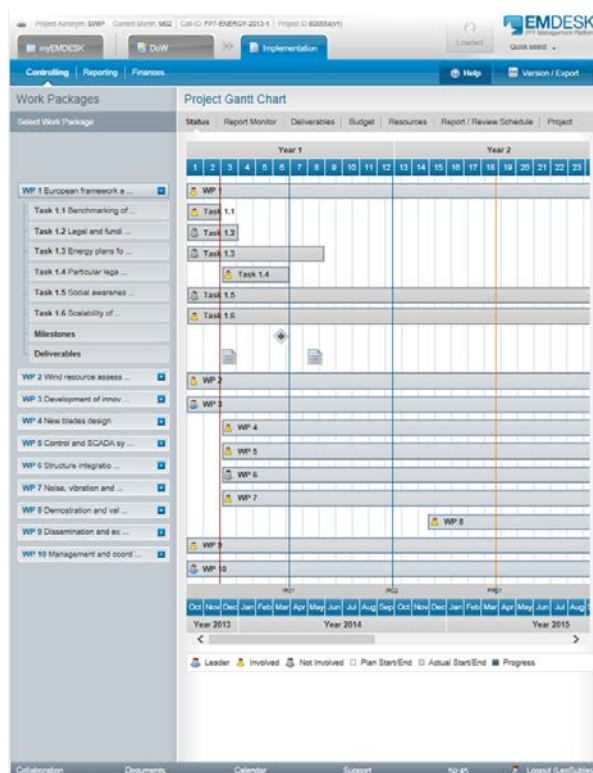 Project Acronym: SWIP Current Month: M02 Call-ID: FP7-ENERGY-2013-1 Project ID 608554(V1)
EMDESK
FP7 Management Platform
myEMDESK DoW Implementation Loaded Quick select
Controlling Reporting Finances Help Version / Export
Work Packages Project Gantt Chart
Select Work Package Status Report Monitor Deliverables Budget Resources Report / Review Schedule Project
Year 1 Year 2
1 2 3 4 5 6 7 8 9 10 11 12 13 14 15 16 17 18 19 20 21 22 23
WP 1 European framework a ... WP 1
Task 1.1 Benchmarking of... Task 1.1
Task 1.2 Legal and fundi ... Task 1.2
Task 1.3 Energy plans fo ... Task 1.3
Task 1.4 Particular lega ... Task 1.4
Task 1.5 Social awarenes ... Task 1.5
Task 1.6 Scalability of ... Task 1.6
Milestones
Deliverables
WP 2 Wind resource assess ... WP 2
WP 3 Development of innov ... WP 3
WP 4 New blades design WP 4
WP 5 Control and SCADA sy ... WP 5
WP 6 Structure integratio ... WP 6
WP 7 Noise, vibration and ... WP 7
WP 8 Demostration and val ... WP 8
WP 9 Dissemination and ex ... WP 9
WP 10 Management and coord ... WP 10
Oct Nov Dec Jan Feb Mar Apr May Jun Jul Aug Sep Oct Nov Dec Jan Feb Mar Apr May Jun Jul Aug
Year 2013 Year 2014 Year 2015
Leader Involved Not Involved Plan Start/End Actual Start/End Progress
Collaboration Documents Calendar Support 59:45 Logout